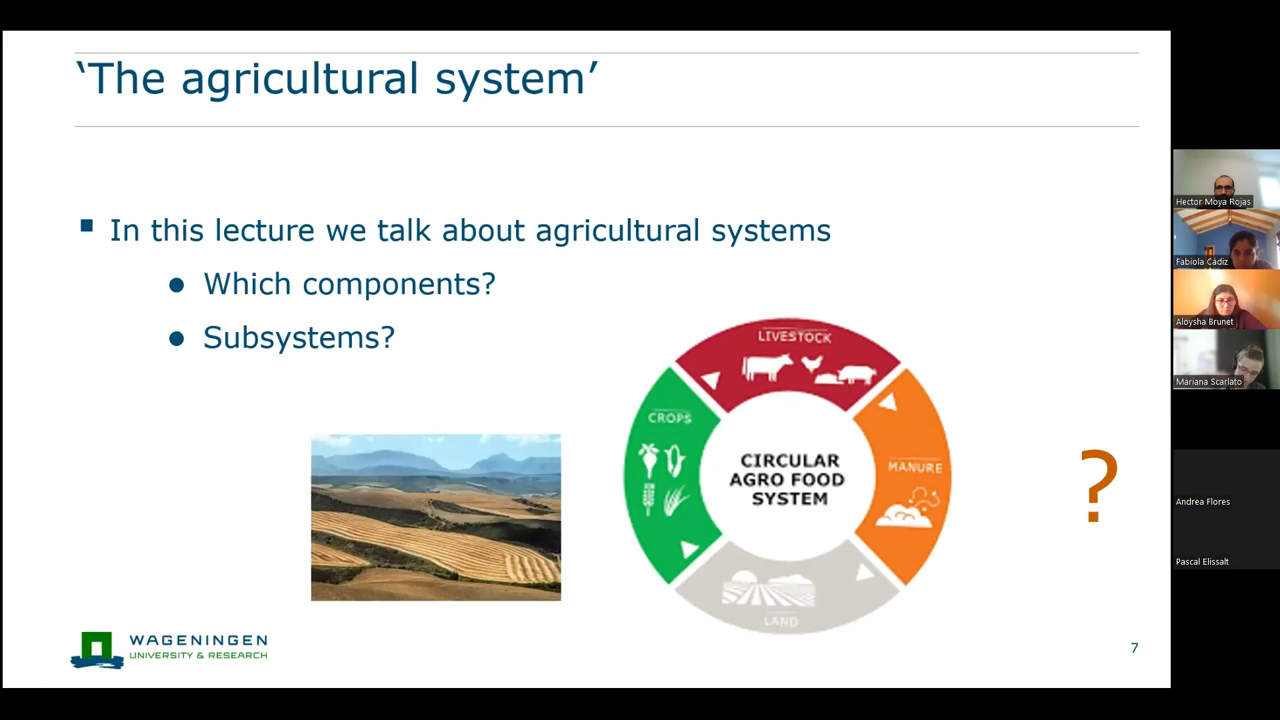 ‘The agricultural system’
In this lecture we talk about agricultural systems
Which components?
Subsystems?
LIVESTOCK
CROPS
MANURE
CIRCULAR
AGRO FOOD
SYSTEM
LAND
?
WAGENINGEN
UNIVERSITY & RESEARCH
7
Hector Moya Rojas
Fabiola Cádiz
Aloysha Brunet
Mariana Scarlato
Andrea Flores
Pascal Elissalt